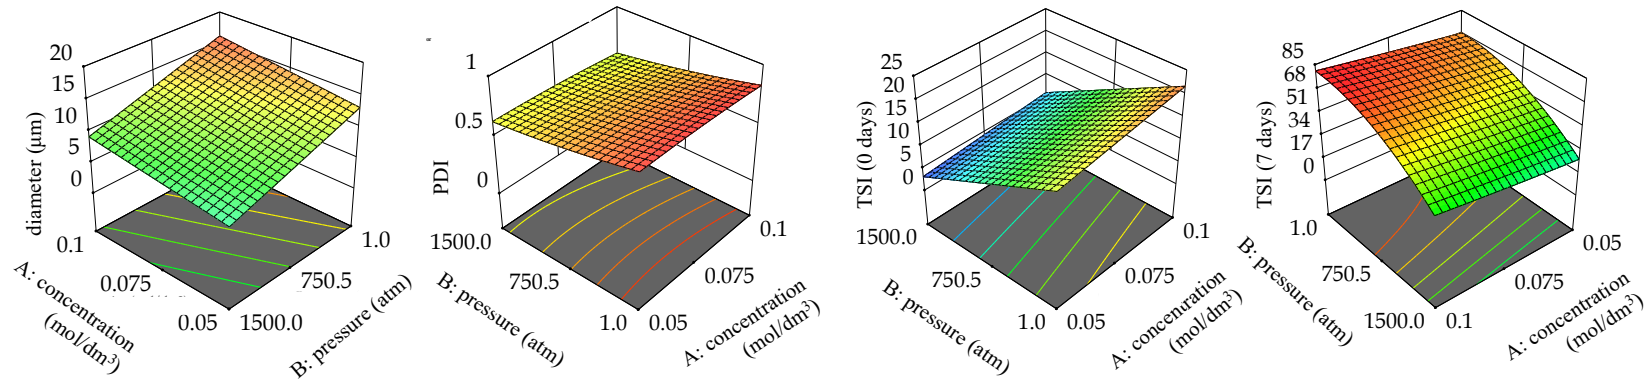 20
15
10
5
0
diameter (μm)
0.1
0.075
0.05
A: concentration
(mol/dm³)
1500.0
750.5
1.0
B: pressure (atm)
1
0.5
0
PDI
1500.0
750.5
1.0
B: pressure (atm)
0.05
0.075
0.1
A: concentration
(mol/dm³)
25
20
15
10
5
0
TSI (0 days)
1500.0
750.5
1.0
B: pressure (atm)
0.05
0.075
0.1
A: concenuration
(mol/dm³)
85
68
51
34
17
0
TSI (7 days)
1.0
750.5
1500.0
B: pressure (atm)
0.1
0.075
0.05
A: concentration
(mol/dm³)